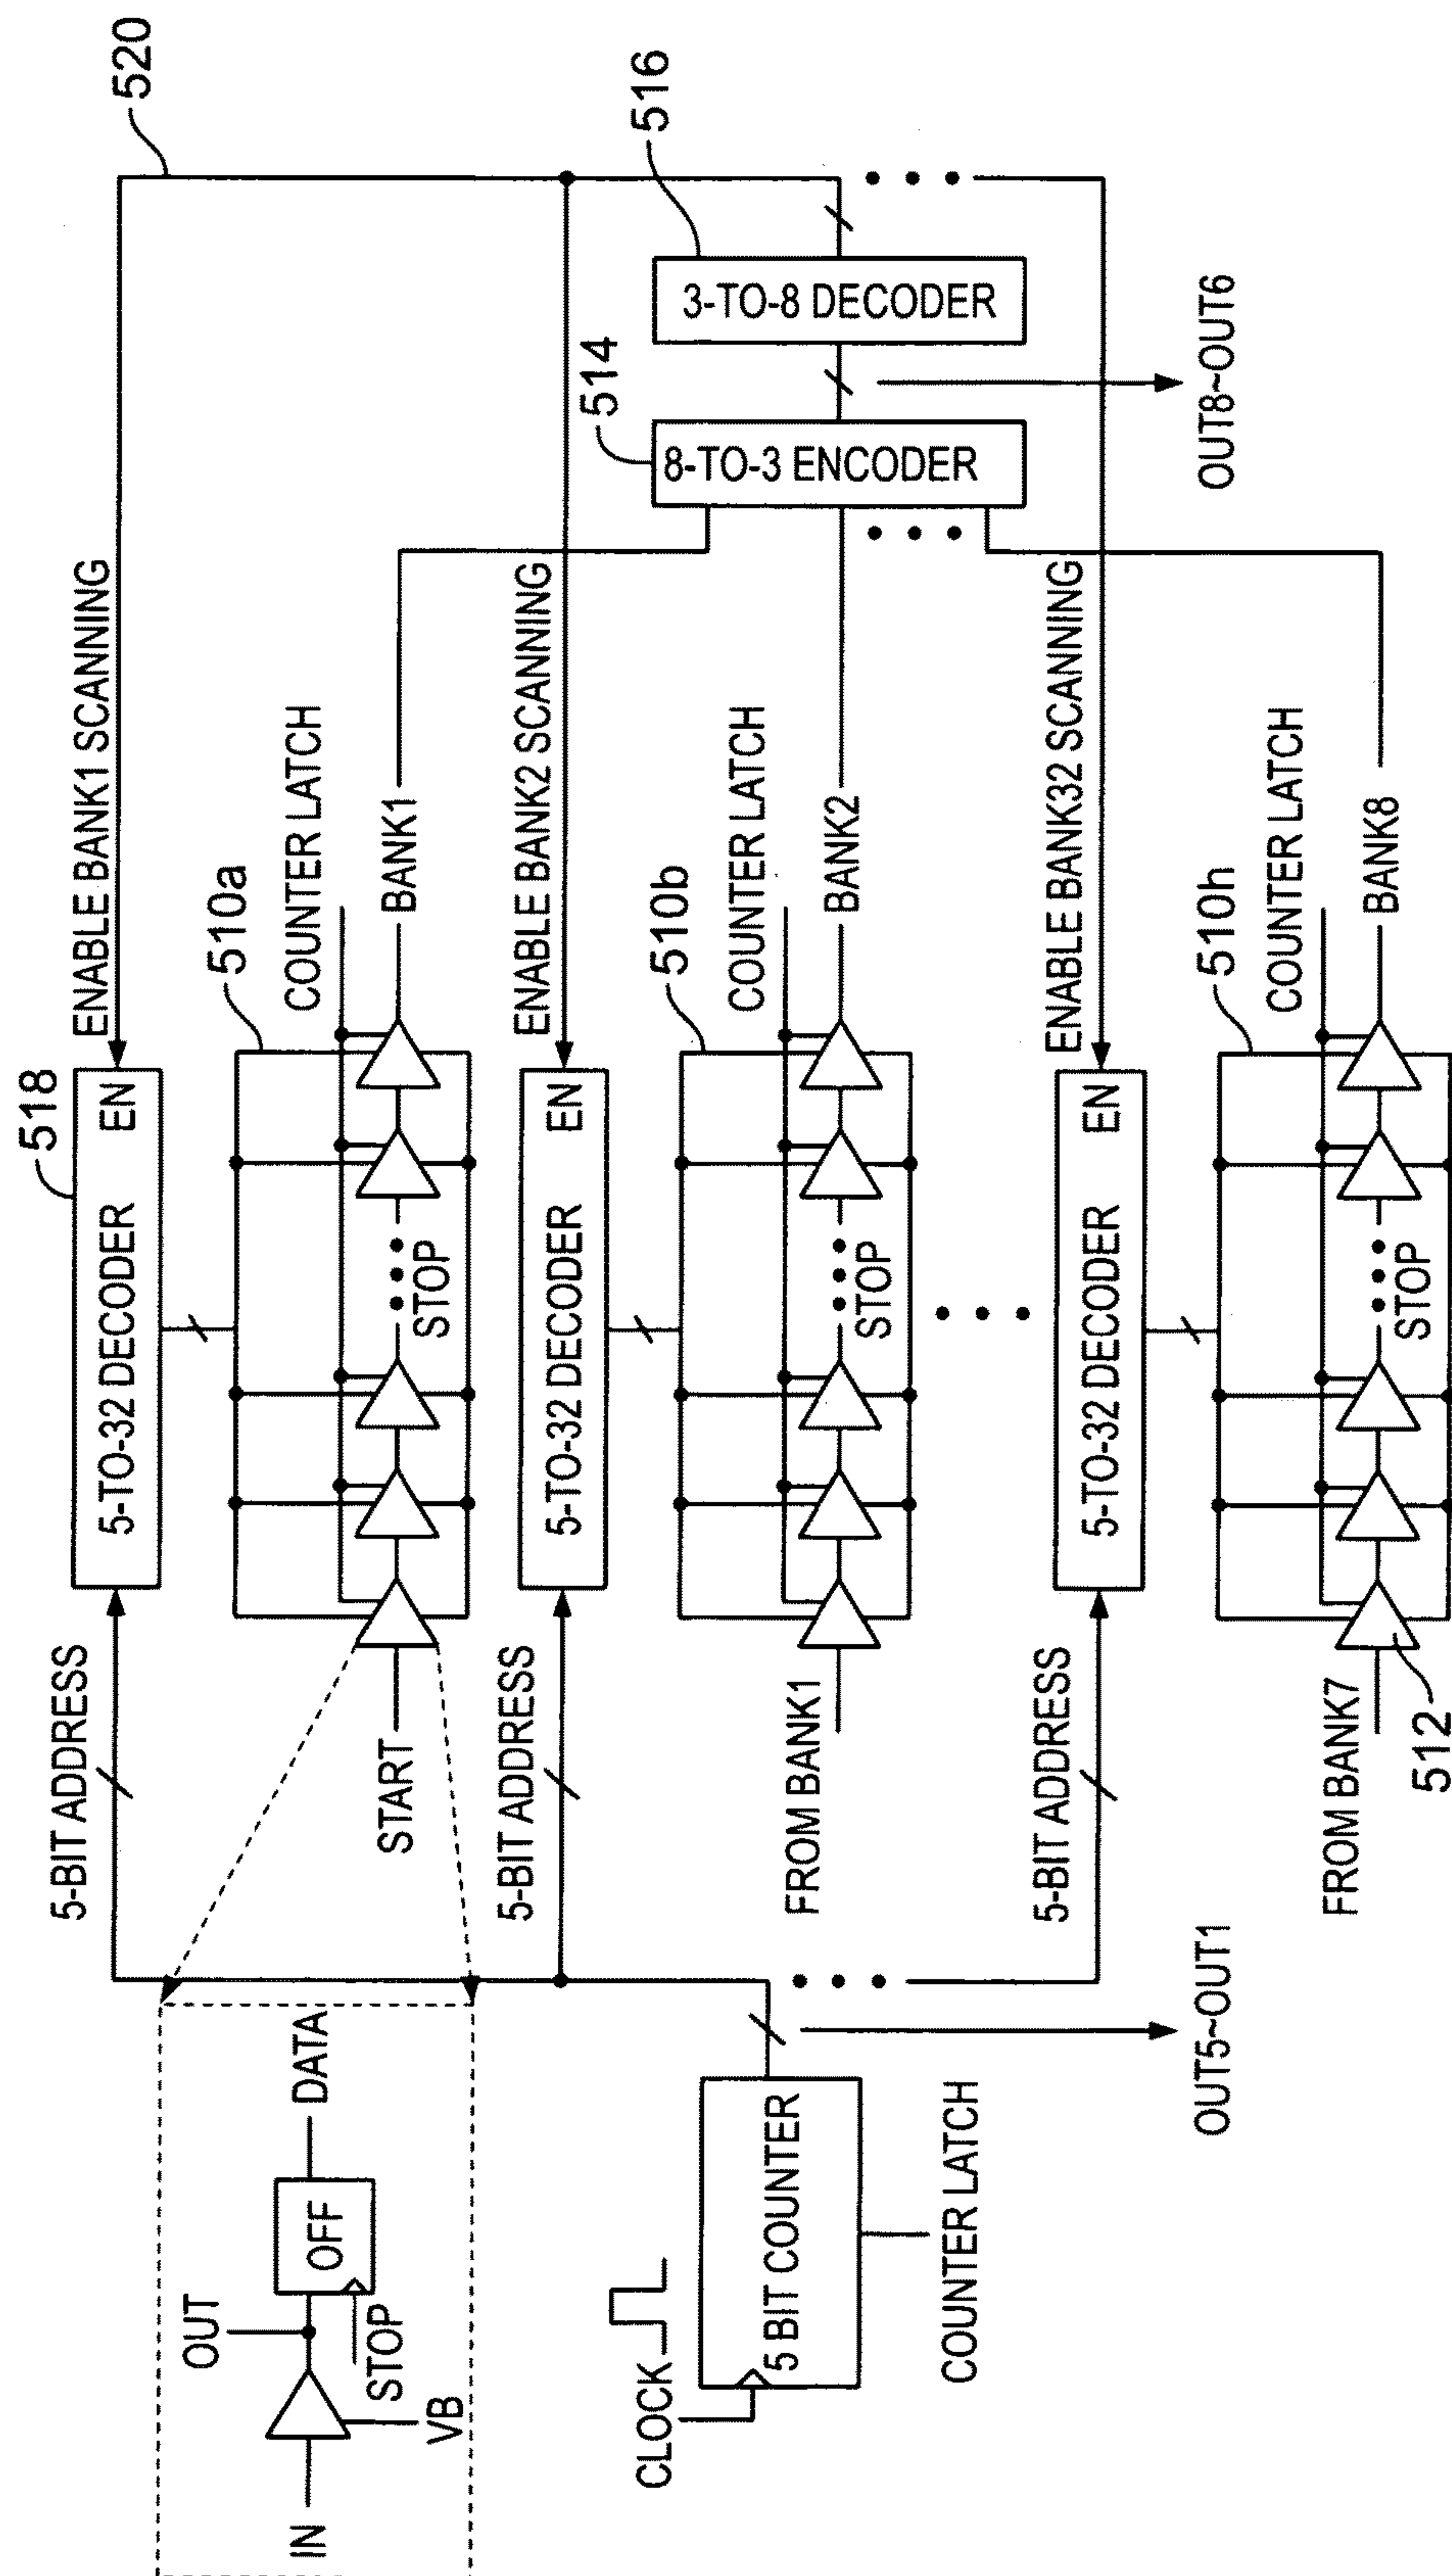 520
516
514
3-TO-8 DECODER
8-TO-3 ENCODER
OUT8~OUT6
ENABLE BANK1 SCANNING
518
5-TO-32 DECODER EN
5-BIT ADDRESS
510a
COUNTER LATCH
BANK1
STOP
START
ENABLE BANK2 SCANNING
5-TO-32 DECODER EN
5-BIT ADDRESS
510b
COUNTER LATCH
BANK2
STOP
FROM BANK1
ENABLE BANK32 SCANNING
5-TO-32 DECODER EN
5-BIT ADDRESS
510h
COUNTER LATCH
BANK8
STOP
FROM BANK7
512
IN
VB
OUT
STOP
OFF
DATA
CLOCK
5 BIT COUNTER
COUNTER LATCH
OUT5~OUT1